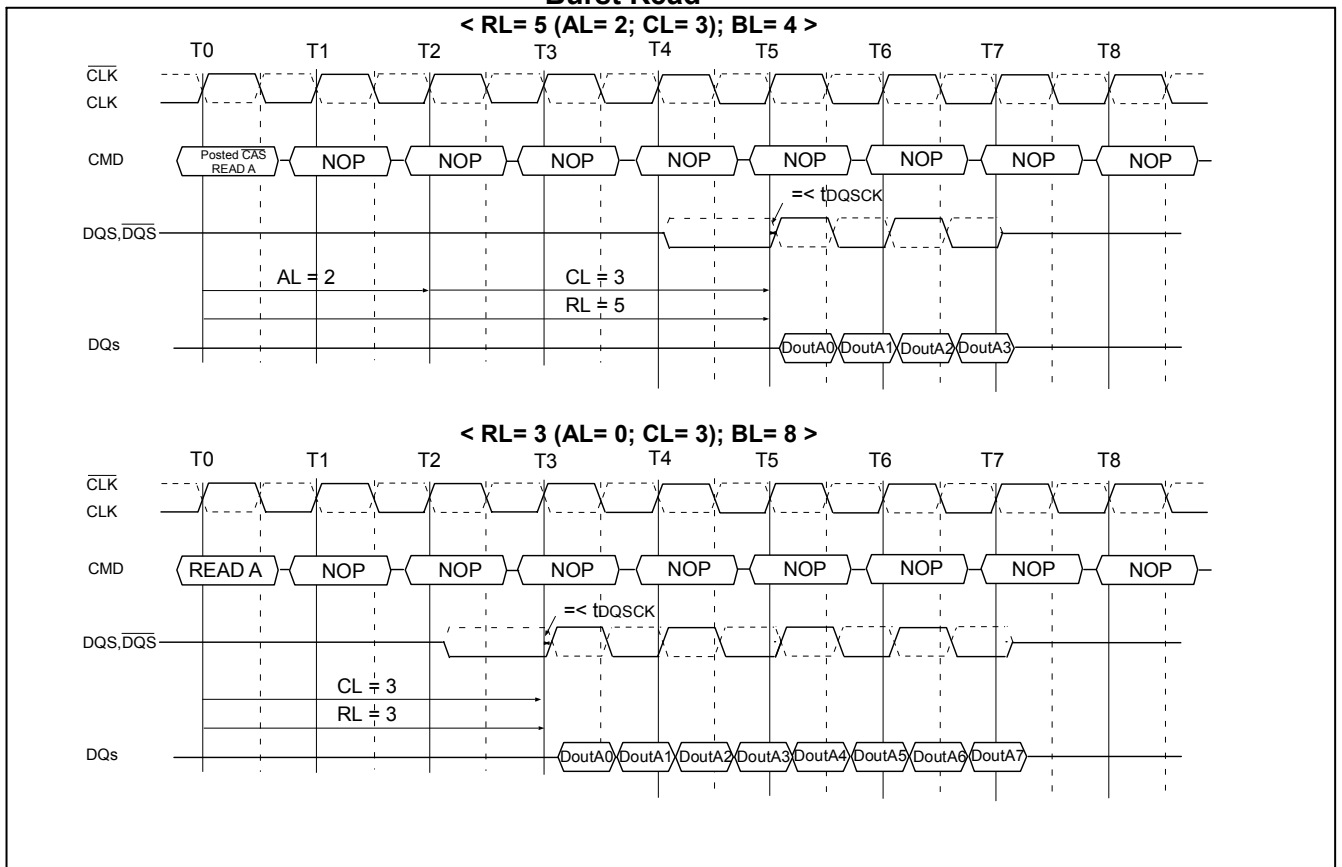 Burst Read
< RL= 5 (AL= 2; CL= 3); BL= 4 >
T0 T1 T2 T3 T4 T5 T6 T7 T8
CLK
CLK
CMD Posted CAS READ A NOP NOP NOP NOP NOP NOP NOP NOP
=< tDQSCK
DQS,DQS
AL = 2 CL = 3
RL = 5
DQs DoutA0 DoutA1 DoutA2 DoutA3
< RL= 3 (AL= 0; CL= 3); BL= 8 >
T0 T1 T2 T3 T4 T5 T6 T7 T8
CLK
CLK
CMD READ A NOP NOP NOP NOP NOP NOP NOP NOP
=< tDQSCK
DQS,DQS
CL = 3
RL = 3
DQs DoutA0 DoutA1 DoutA2 DoutA3 DoutA4 DoutA5 DoutA6 DoutA7